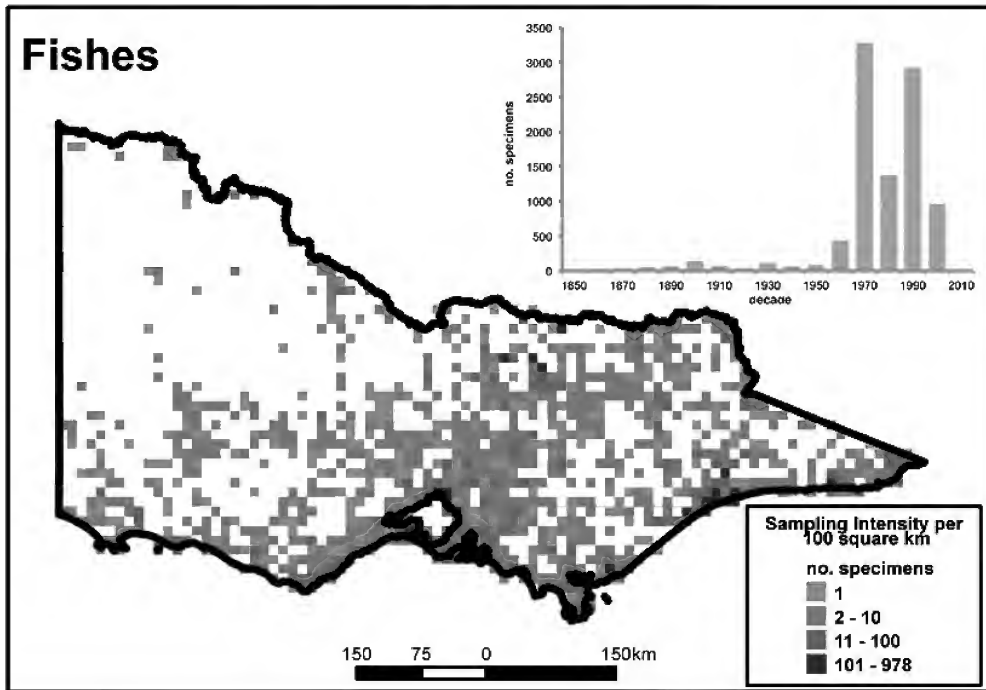 Fishes
3500
3000
2500
2000
1500
1000
500
0
no. specimens
1850 1870 1890 1910 1930 1950 1970 1990 2010
decade
Sampling Intensity per
100 square km
no. specimens
1
2 - 10
11 - 100
101 - 978
150 75 0 150km